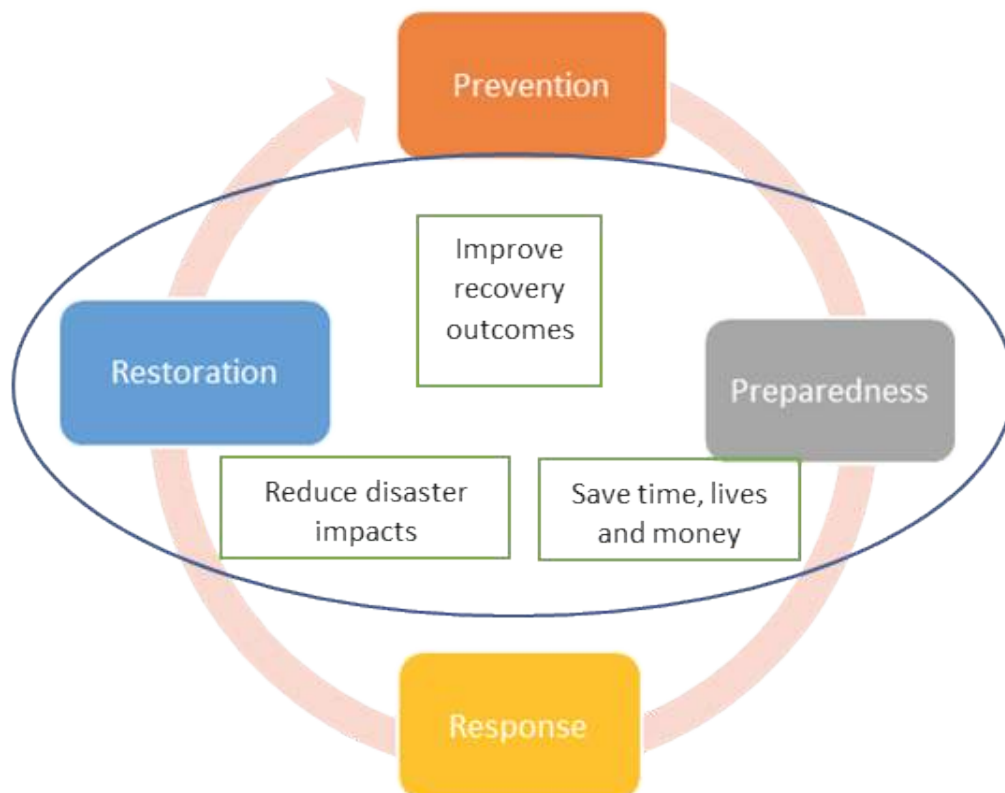 Prevention
Improve
recovery
outcomes
Restoration
Preparedness
Reduce disaster
impacts
Save time, lives
and money
Response